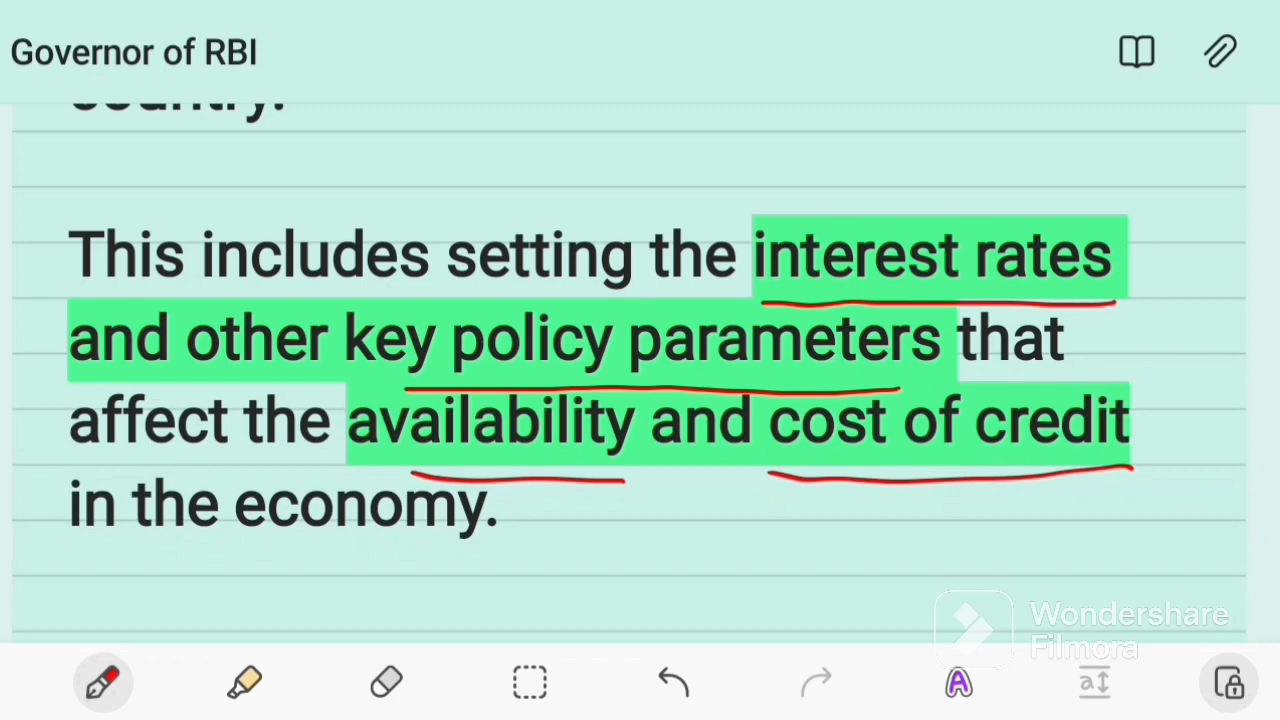 Governor of RBI
country.
This includes setting the interest rates
and other key policy parameters that
affect the availability and cost of credit
in the economy.
Wondershare
Filmora
A
a